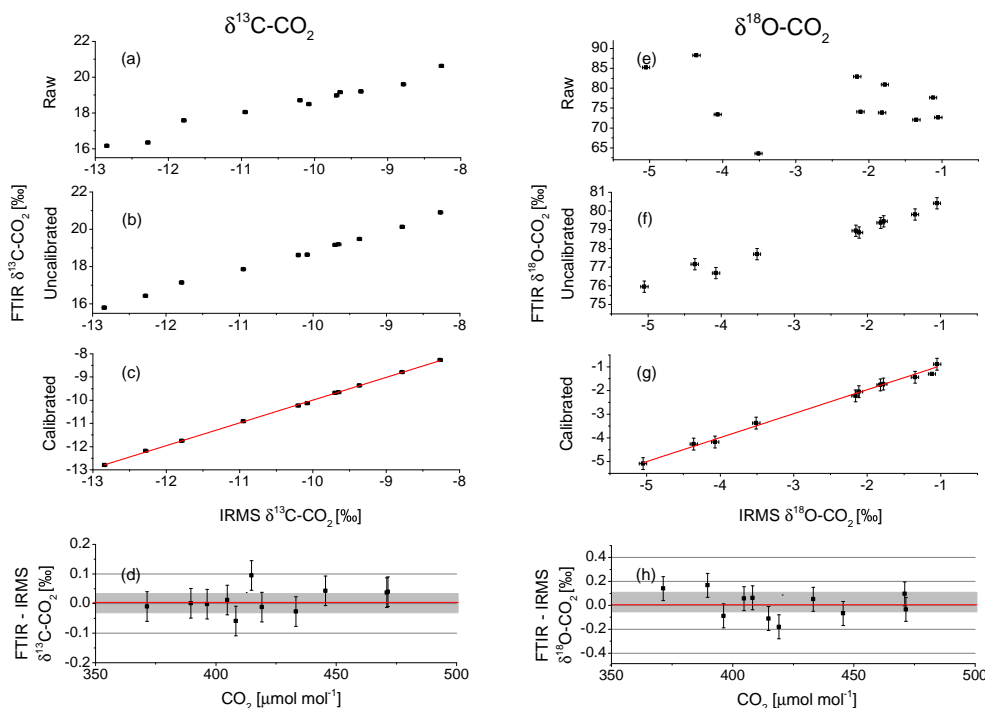 δ¹³C-CO₂
δ¹⁸O-CO₂
(a)
Raw
22
20
18
16
-13 -12 -11 -10 -9 -8
(e)
Raw
90
85
80
75
70
65
-5 -4 -3 -2 -1
FTIR δ¹³C-CO₂ [‰]
(b)
Uncalibrated
22
20
18
16
-13 -12 -11 -10 -9 -8
FTIR δ¹⁸O-CO₂ [‰]
(f)
Uncalibrated
81
80
79
78
77
76
75
-5 -4 -3 -2 -1
(c)
Calibrated
-8
-9
-10
-11
-12
-13
-13 -12 -11 -10 -9 -8
IRMS δ¹³C-CO₂ [‰]
(g)
Calibrated
-1
-2
-3
-4
-5
-5 -4 -3 -2 -1
IRMS δ¹⁸O-CO₂ [‰]
(d)
FTIR - IRMS
δ¹³C-CO₂ [‰]
0.2
0.1
0.0
-0.1
-0.2
350 400 450 500
CO₂ [μmol mol⁻¹]
(h)
FTIR - IRMS
δ¹⁸O-CO₂ [‰]
0.4
0.2
0.0
-0.2
-0.4
350 400 450 500
CO₂ [μmol mol⁻¹]